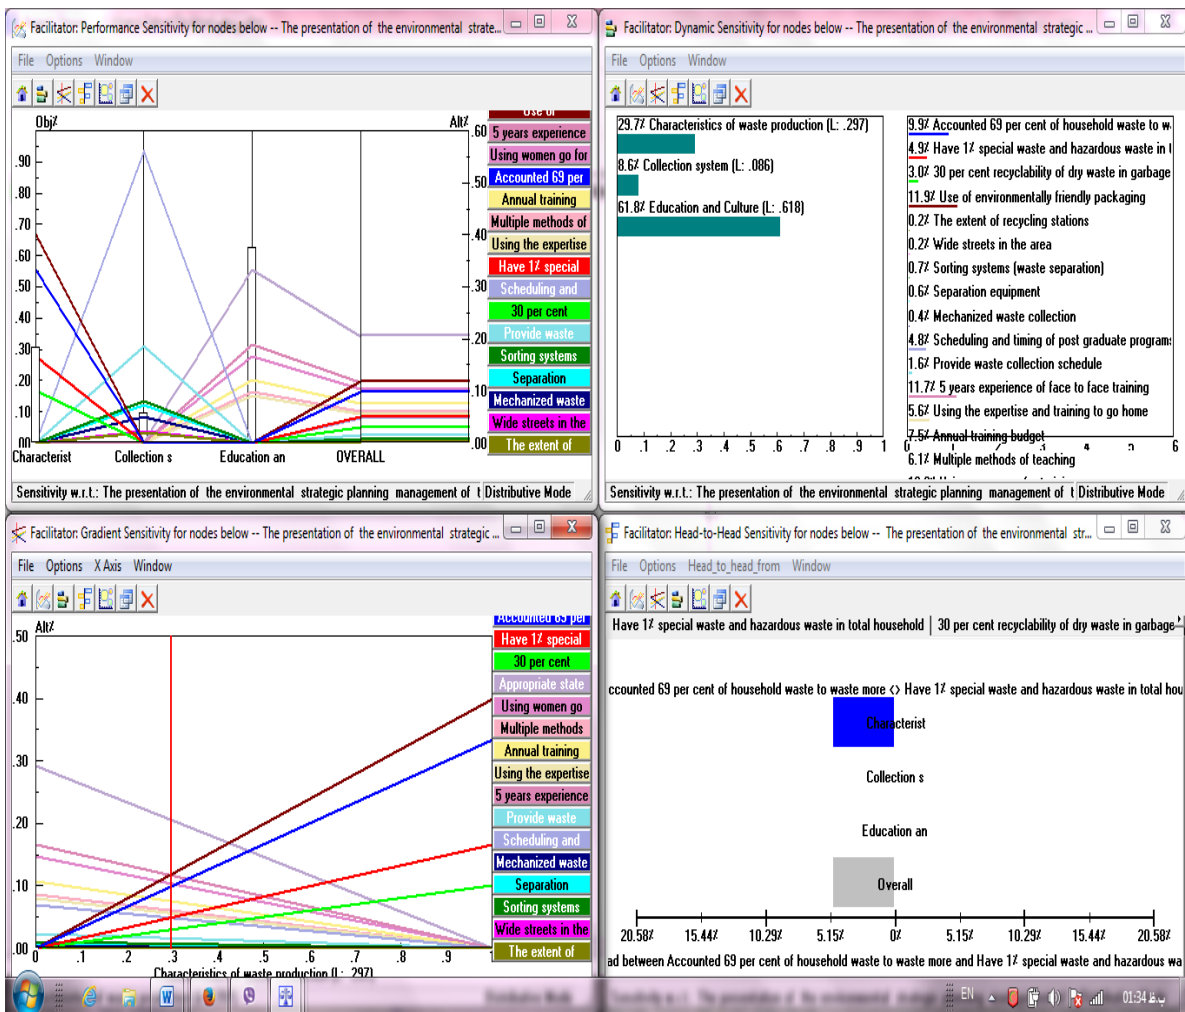 Facilitator: Performance Sensitivity for nodes below -- The presentation of the environmental strate...
File Options Window
Obj% Alt%
.90
.80
.70
.60
.50
.40
.30
.20
.10
.00
.60
.50
.40
.30
.20
.10
.00
Characterist Collection s Education an OVERALL
Use of
5 years experience
Using women go for
Accounted 69 per
Annual training
Multiple methods of
Using the expertise
Have 1% special
Scheduling and
30 per cent
Provide waste
Sorting systems
Separation
Mechanized waste
Wide streets in the
The extent of
Sensitivity w.r.t.: The presentation of the environmental strategic planning management of t Distributive Mode
Facilitator: Dynamic Sensitivity for nodes below -- The presentation of the environmental strategic ...
File Options Window
29.7% Characteristics of waste production (L: .297)
8.6% Collection system (L: .086)
61.8% Education and Culture (L: .618)
0 .1 .2 .3 .4 .5 .6 .7 .8 .9 1
9.9% Accounted 69 per cent of household waste to w
4.9% Have 1% special waste and hazardous waste in t
3.0% 30 per cent recyclability of dry waste in garbage
11.9% Use of environmentally friendly packaging
0.2% The extent of recycling stations
0.2% Wide streets in the area
0.7% Sorting systems (waste separation)
0.6% Separation equipment
0.4% Mechanized waste collection
4.8% Scheduling and timing of post graduate programs
1.6% Provide waste collection schedule
11.7% 5 years experience of face to face training
5.6% Using the expertise and training to go home
7.5% Annual training budget
6.1% Multiple methods of teaching
0 .1 .2 .3 .4 .5 .6
Sensitivity w.r.t.: The presentation of the environmental strategic planning management of t Distributive Mode
Facilitator: Gradient Sensitivity for nodes below -- The presentation of the environmental strategic ...
File Options X Axis Window
Alt%
.50
.40
.30
.20
.10
.00
0 .1 .2 .3 .4 .5 .6 .7 .8 .9 1
Characteristics of waste production (L: .297)
Accounted 69 per
Have 1% special
30 per cent
Appropriate state
Using women go
Multiple methods
Annual training
Using the expertise
5 years experience
Provide waste
Scheduling and
Mechanized waste
Separation
Sorting systems
Wide streets in the
The extent of
Facilitator: Head-to-Head Sensitivity for nodes below -- The presentation of the environmental str...
File Options Head_to_head_from Window
Have 1% special waste and hazardous waste in total household 30 per cent recyclability of dry waste in garbage
ccounted 69 per cent of household waste to waste more <> Have 1% special waste and hazardous waste in total hou
Characterist
Collection s
Education an
Overall
20.58% 15.44% 10.29% 5.15% 0% 5.15% 10.29% 15.44% 20.58%
ad between Accounted 69 per cent of household waste to waste more and Have 1% special waste and hazardous wa
EN 01:34 ب.ظ